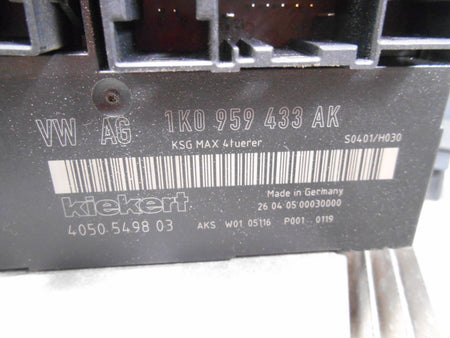 VW AG 1K0 959 433 AK
KSG MAX 4tuerer S0401/H030
kiekert
Made in Germany
26 04 05 00030000
4050 5498 03 AKS W01 05116 P001 0119